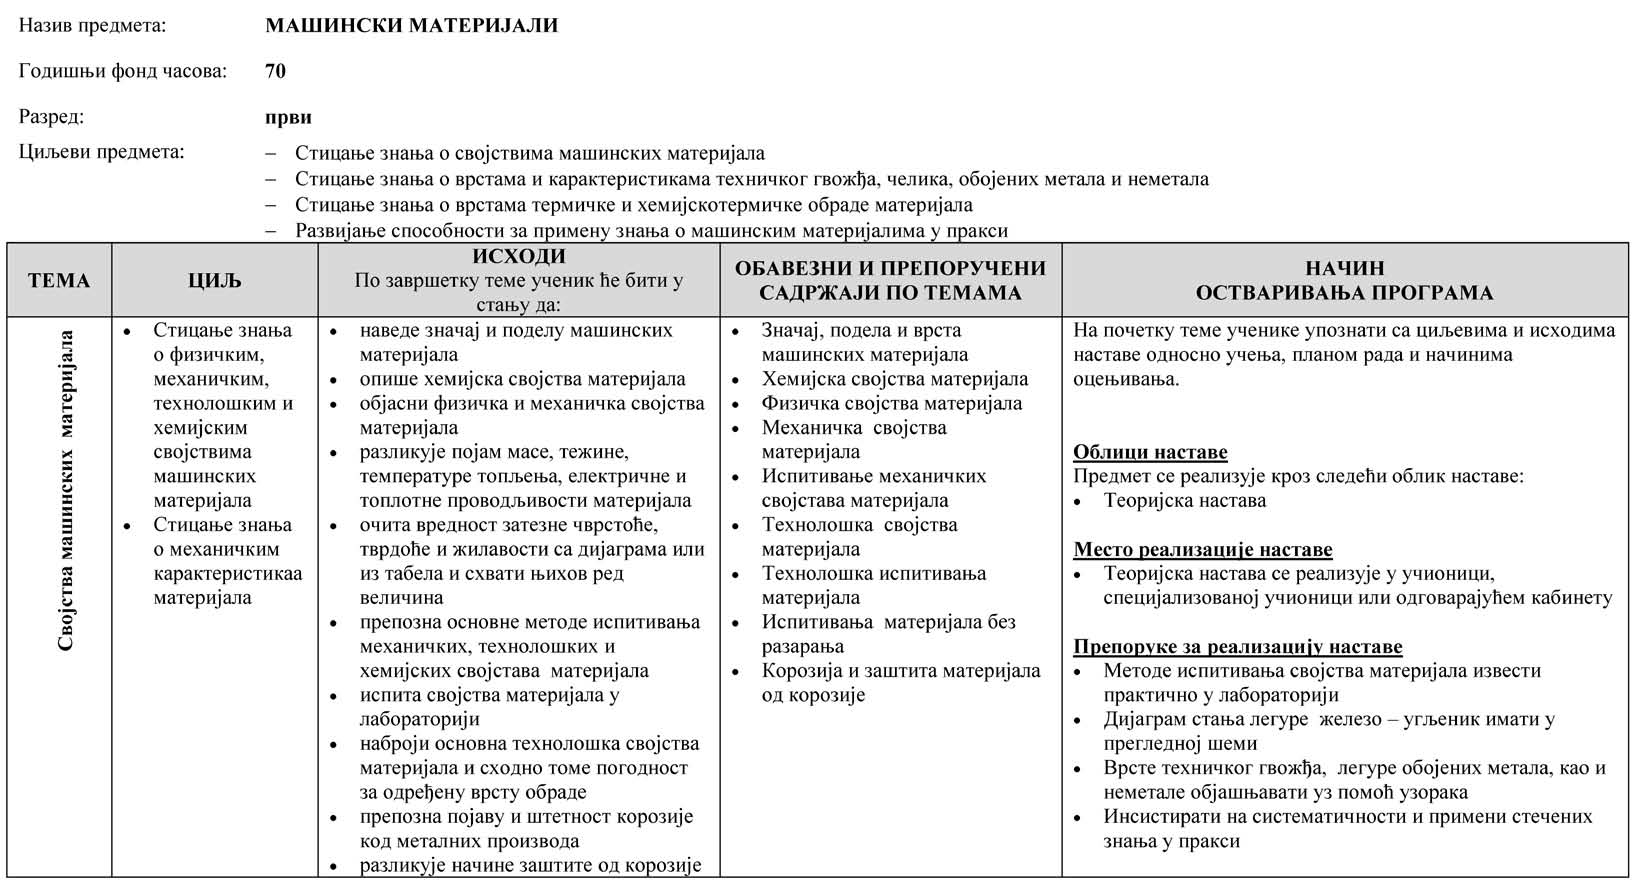 Назив предмета: МАШИНСКИ МАТЕРИЈАЛИ
Годишњи фонд часова: 70
Разред: први
Циљеви предмета: – Стицање знања о својствима машинских материјала
– Стицање знања о врстама и карактеристикама техничког гвожђа, челика, обојених метала и неметала
– Стицање знања о врстама термичке и хемијскотермичке обраде материјала
– Развијање способности за примену знања о машинским материјалима у пракси
ТЕМА
ЦИЉ
ИСХОДИ
По завршетку теме ученик ће бити у
стању да:
ОБАВЕЗНИ И ПРЕПОРУЧЕНИ
САДРЖАЈИ ПО ТЕМАМА
НАЧИН
ОСТВАРИВАЊА ПРОГРАМА
Својства машинских материјала
• Стицање знања
о физичким,
механичким,
технолошким и
хемијским
својствима
машинских
материјала
• Стицање знања
о механичким
карактеристикаа
материјала
• наведе значај и поделу машинских
материјала
• опише хемијска својства материјала
• објасни физичка и механичка својства
материјала
• разликује појам масе, тежине,
температуре топљења, електричне и
топлотне проводљивости материјала
• очита вредност затезне чврстоће,
тврдоће и жилавости са дијаграма или
из табела и схвати њихов ред
величина
• препозна основне методе испитивања
механичких, технолошких и
хемијских својстава материјала
• испита својства материјала у
лабораторији
• наброји основна технолошка својства
материјала и сходно томе погодност
за одређену врсту обраде
• препозна појаву и штетност корозије
код металних производа
• разликује начине заштите од корозије
• Значај, подела и врста
машинских материјала
• Хемијска својства материјала
• Физичка својства материјала
• Механичка својства
материјала
• Испитивање механичких
својстава материјала
• Технолошка својства
материјала
• Технолошка испитивања
материјала
• Испитивања материјала без
разарања
• Корозија и заштита материјала
од корозије
На почетку теме ученике упознати са циљевима и исходима
наставе односно учења, планом рада и начинима
оцењивања.
Облици наставе
Предмет се реализује кроз следећи облик наставе:
• Теоријска настава
Место реализације наставе
• Теоријска настава се реализује у учионици,
специјализованој учионици или одговарајућем кабинету
Препоруке за реализацију наставе
• Методе испитивања својства материјала извести
практично у лабораторији
• Дијаграм стања легуре железо – угљеник имати у
прегледној шеми
• Врсте техничког гвожђа, легуре обојених метала, као и
неметале објашњавати уз помоћ узорака
• Инсистирати на систематичности и примени стечених
знања у пракси